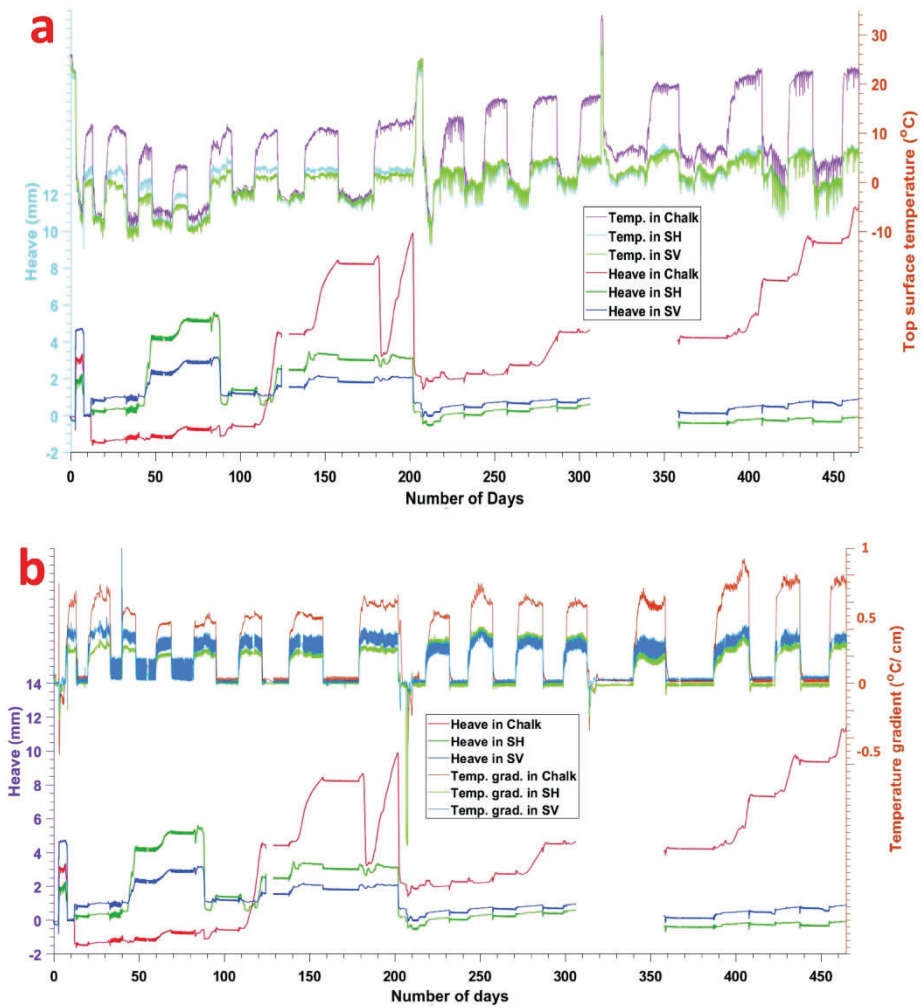 a
30
20
10
0
-10
Top surface temperature (°C)
12
10
8
6
4
2
0
-2
Heave (mm)
Temp. in Chalk
Temp. in SH
Temp. in SV
Heave in Chalk
Heave in SH
Heave in SV
0 50 100 150 200 250 300 350 400 450
Number of Days
b
1
0.5
0
-0.5
Temperature gradient (°C/ cm)
14
12
10
8
6
4
2
0
-2
Heave (mm)
Heave in Chalk
Heave in SH
Heave in SV
Temp. grad. in Chalk
Temp. grad. in SH
Temp. grad. in SV
0 50 100 150 200 250 300 350 400 450
Number of days